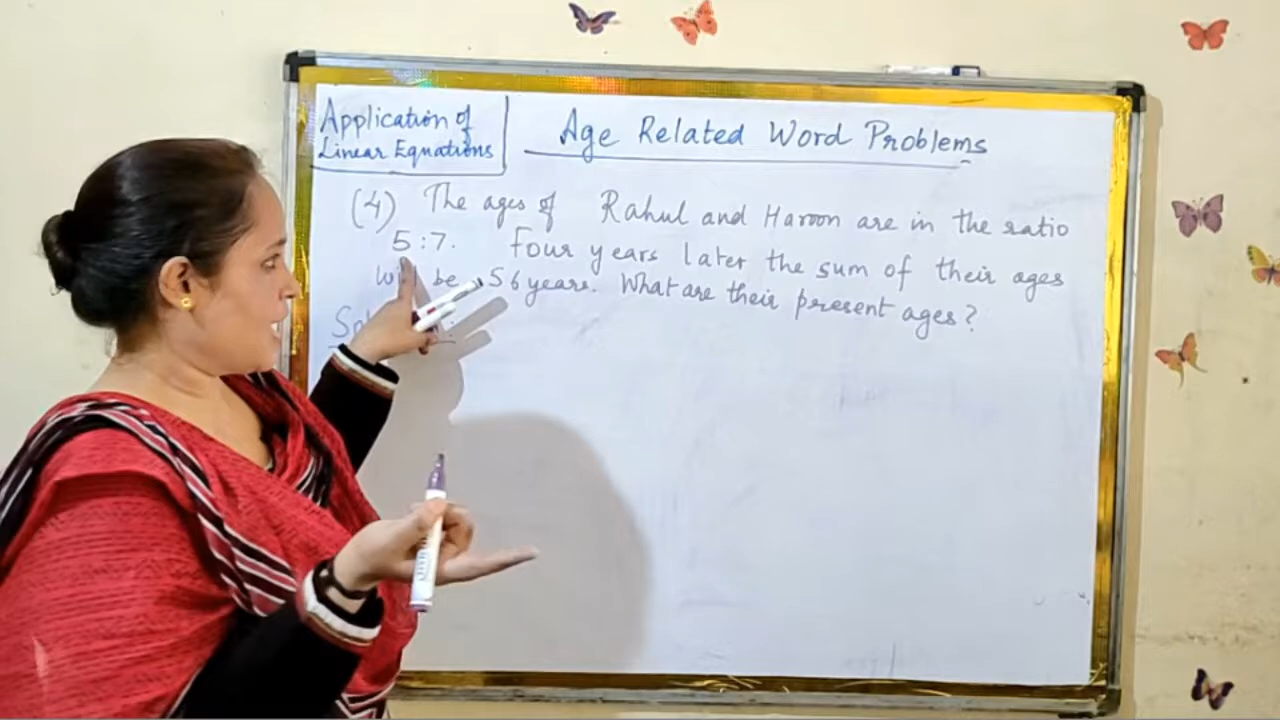 Application of
Linear Equations
Age Related Word Problems
(4) The ages of Rahul and Haroon are in the ratio
5:7. Four years later the sum of their ages
be 56 years. What are their present ages?